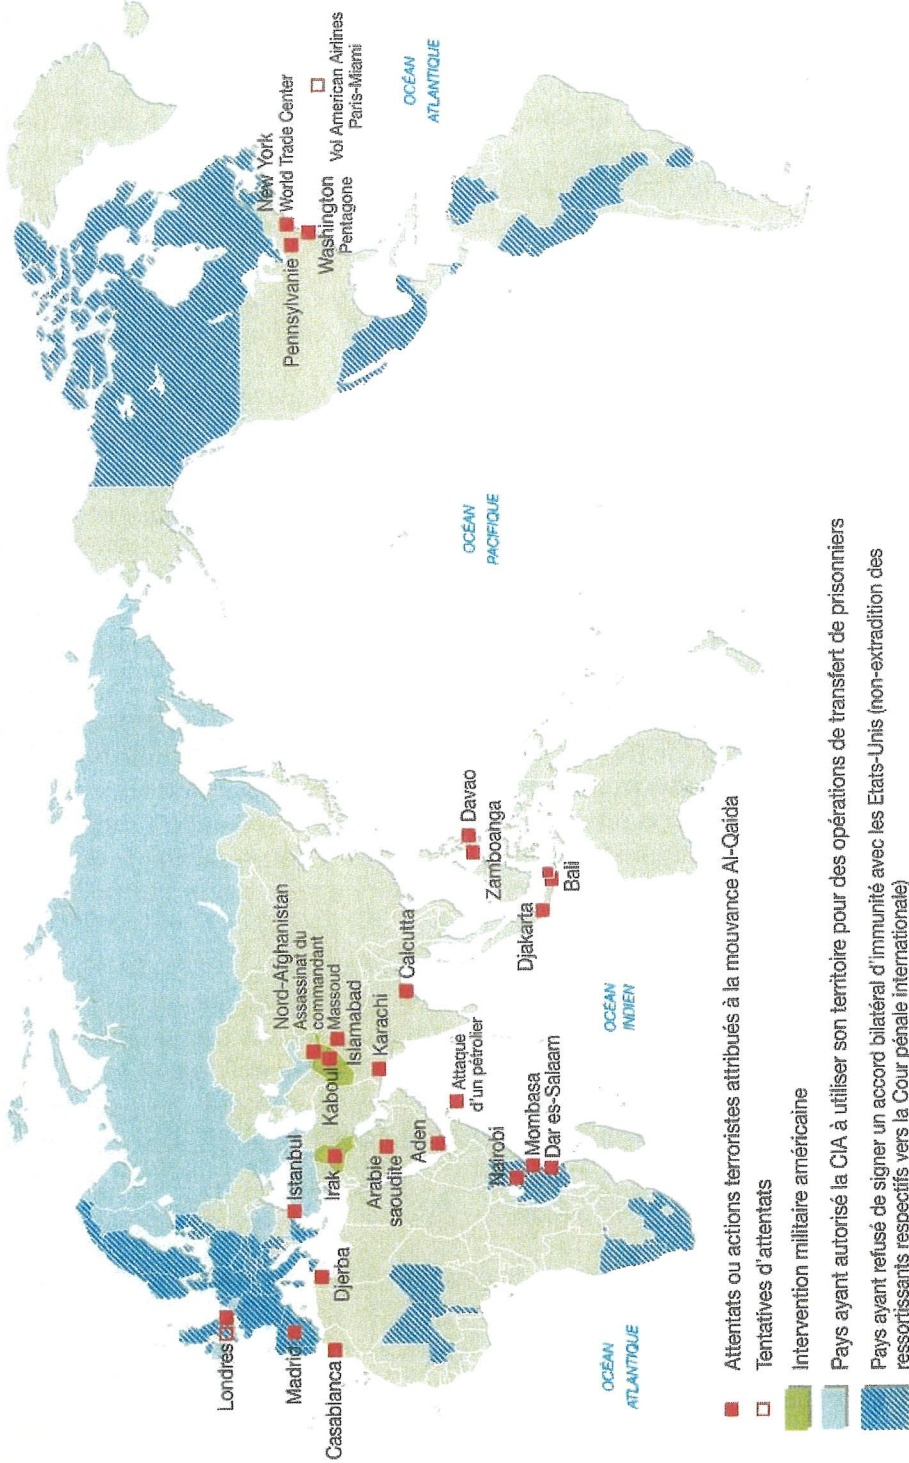 New York
World Trade Center
Pennsylvanie
Washington
Pentagone
Vol American Airlines
Paris-Miami
OCÉAN
ATLANTIQUE
OCÉAN
PACIFIQUE
Londres
Madrid
Casablanca
Djerba
Istanbul
Irak
Arabie
saoudite
Aden
Nord-Afghanistan
Assassinat du
commandant
Massoud
Kaboul
Islamabad
Karachi
Calcutta
Attaque
d'un pétrolier
Nairobi
Mombasa
Dar es-Salaam
Davao
Zamboanga
Djakarta
Bali
OCÉAN
INDIEN
OCÉAN
ATLANTIQUE
Attentats ou actions terroristes attribués à la mouvance Al-Qaida
Tentatives d'attentats
Intervention militaire américaine
Pays ayant autorisé la CIA à utiliser son territoire pour des opérations de transfert de prisonniers
Pays ayant refusé de signer un accord bilatéral d'immunité avec les Etats-Unis (non-extradition des
ressortissants respectifs vers la Cour pénale internationale)